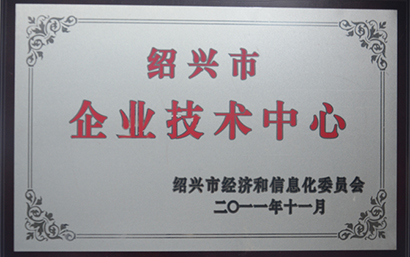 绍兴市
企业技术中心
绍兴市经济和信息化委员会
二〇一一年十一月